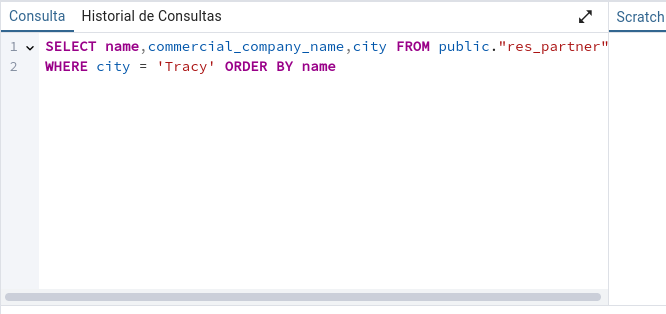 Consulta Historial de Consultas Scratch
1 SELECT name,commercial_company_name,city FROM public."res_partner"
2 WHERE city = 'Tracy' ORDER BY name